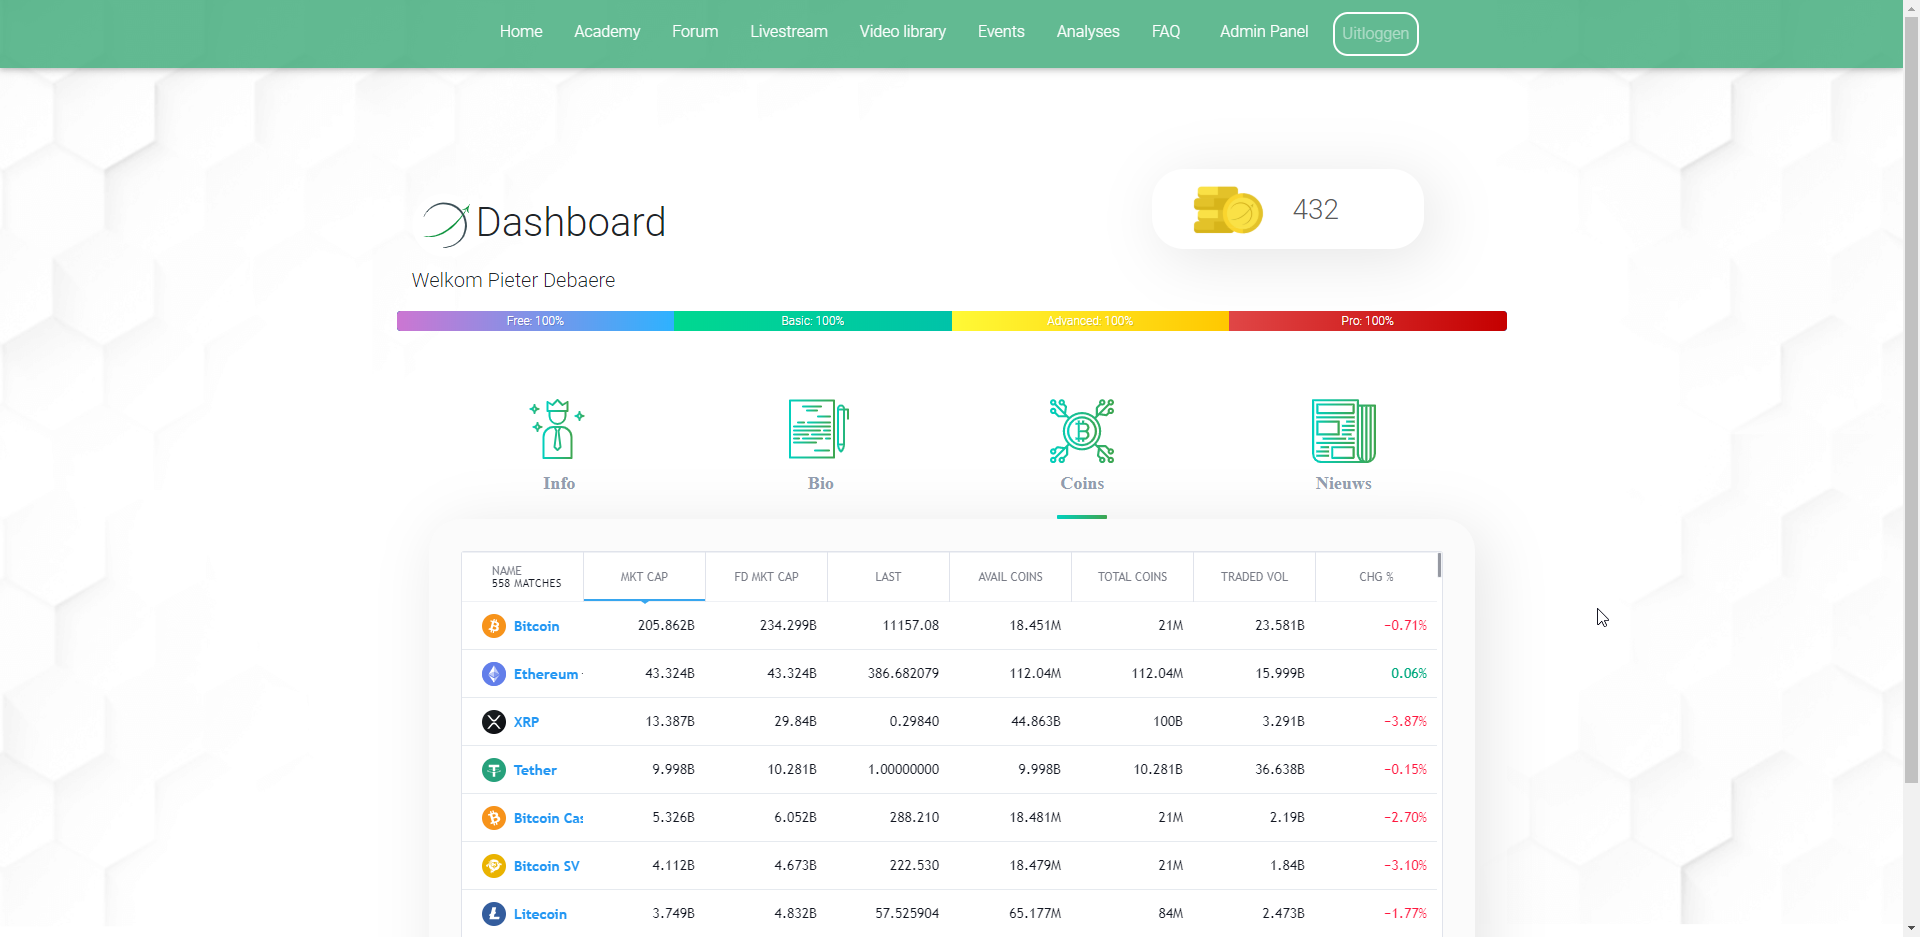 Home Academy Forum Livestream Video library Events Analyses FAQ Admin Panel Uitloggen
Dashboard
432
Welkom Pieter Debaere
Free: 100% Basic: 100% Advanced: 100% Pro: 100%
Info Bio Coins Nieuws
NAME
558 MATCHES
MKT CAP FD MKT CAP LAST AVAIL COINS TOTAL COINS TRADED VOL CHG %
Bitcoin 205.862B 234.299B 11157.08 18.451M 21M 23.581B −0.71%
Ethereum 43.324B 43.324B 386.682079 112.04M 112.04M 15.999B 0.06%
XRP 13.387B 29.84B 0.29840 44.863B 100B 3.291B −3.87%
Tether 9.998B 10.281B 1.00000000 9.998B 10.281B 36.638B −0.15%
Bitcoin Cas 5.326B 6.052B 288.210 18.481M 21M 2.19B −2.70%
Bitcoin SV 4.112B 4.673B 222.530 18.479M 21M 1.84B −3.10%
Litecoin 3.749B 4.832B 57.525904 65.177M 84M 2.473B −1.77%